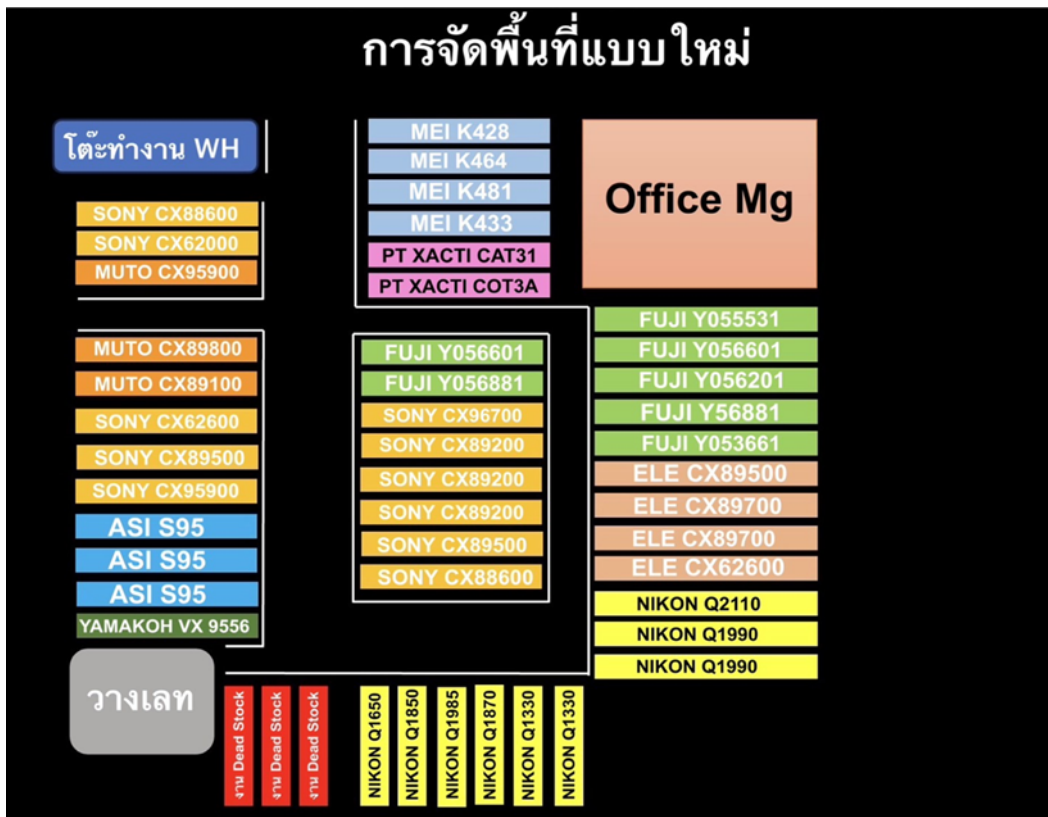 การจัดพื้นที่แบบใหม่
โต๊ะทำงาน WH
SONY CX88600
SONY CX62000
MUTO CX95900
MUTO CX89800
MUTO CX89100
SONY CX62600
SONY CX89500
SONY CX95900
ASI S95
ASI S95
ASI S95
YAMAKOH VX 9556
วางเลท
MEI K428
MEI K464
MEI K481
MEI K433
PT XACTI CAT31
PT XACTI COT3A
FUJI Y056601
FUJI Y056881
SONY CX96700
SONY CX89200
SONY CX89200
SONY CX89200
SONY CX89500
SONY CX88600
Office Mg
FUJI Y055531
FUJI Y056601
FUJI Y056201
FUJI Y56881
FUJI Y053661
ELE CX89500
ELE CX89700
ELE CX89700
ELE CX62600
NIKON Q2110
NIKON Q1990
NIKON Q1990
งาน Dead Stock
งาน Dead Stock
งาน Dead Stock
NIKON Q1650
NIKON Q1850
NIKON Q1985
NIKON Q1870
NIKON Q1330
NIKON Q1330